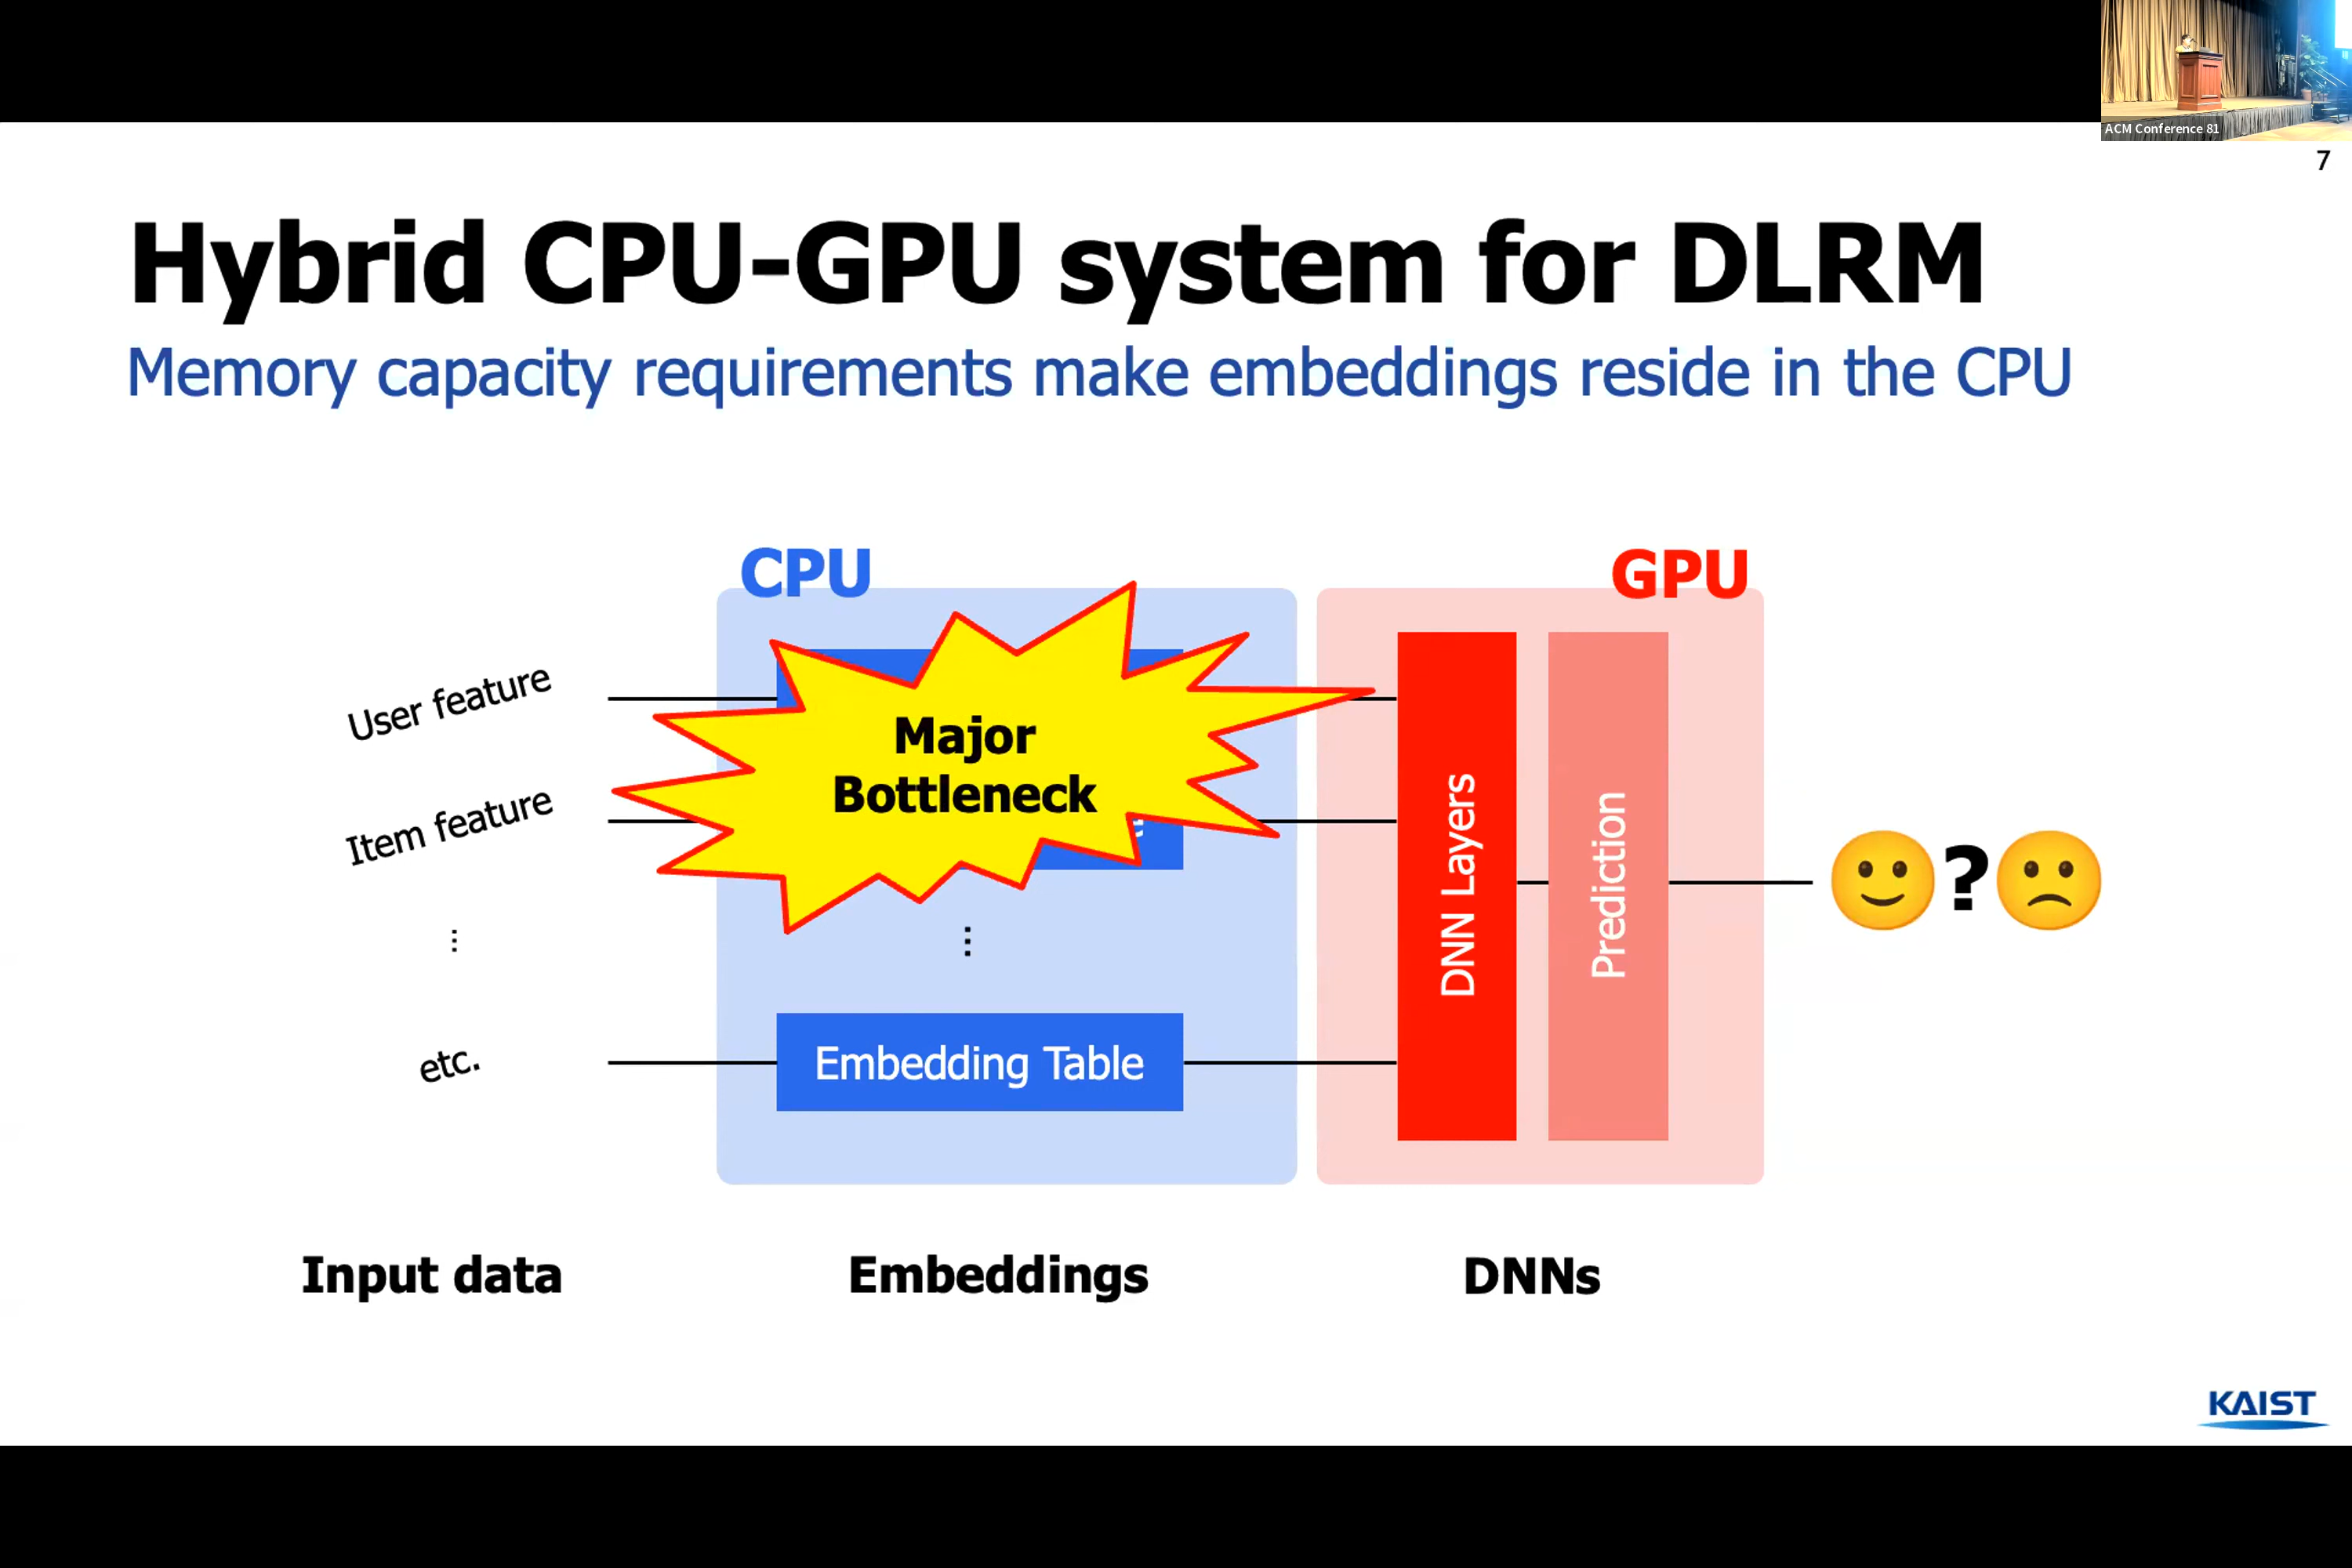 ACM Conference 81
7
Hybrid CPU-GPU system for DLRM
Memory capacity requirements make embeddings reside in the CPU
CPU
GPU
User feature
Item feature
⋮
etc.
Major
Bottleneck
⋮
Embedding Table
DNN Layers
Prediction
?
Input data
Embeddings
DNNs
KAIST